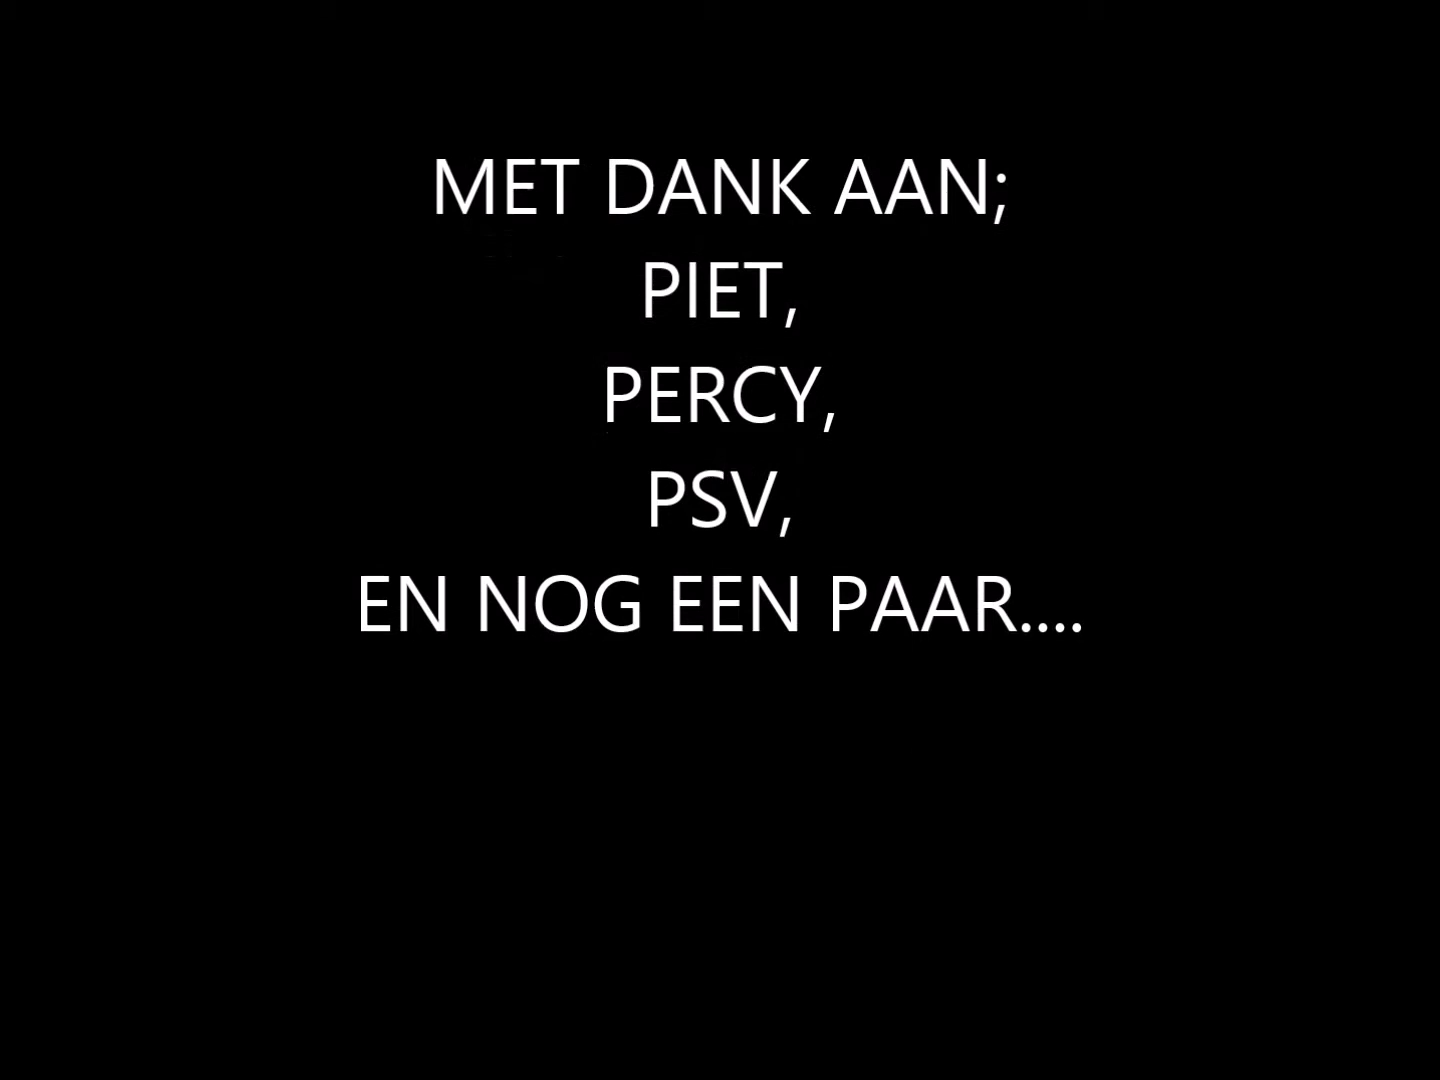 MET DANK AAN;
PIET,
PERCY,
PSV,
EN NOG EEN PAAR....